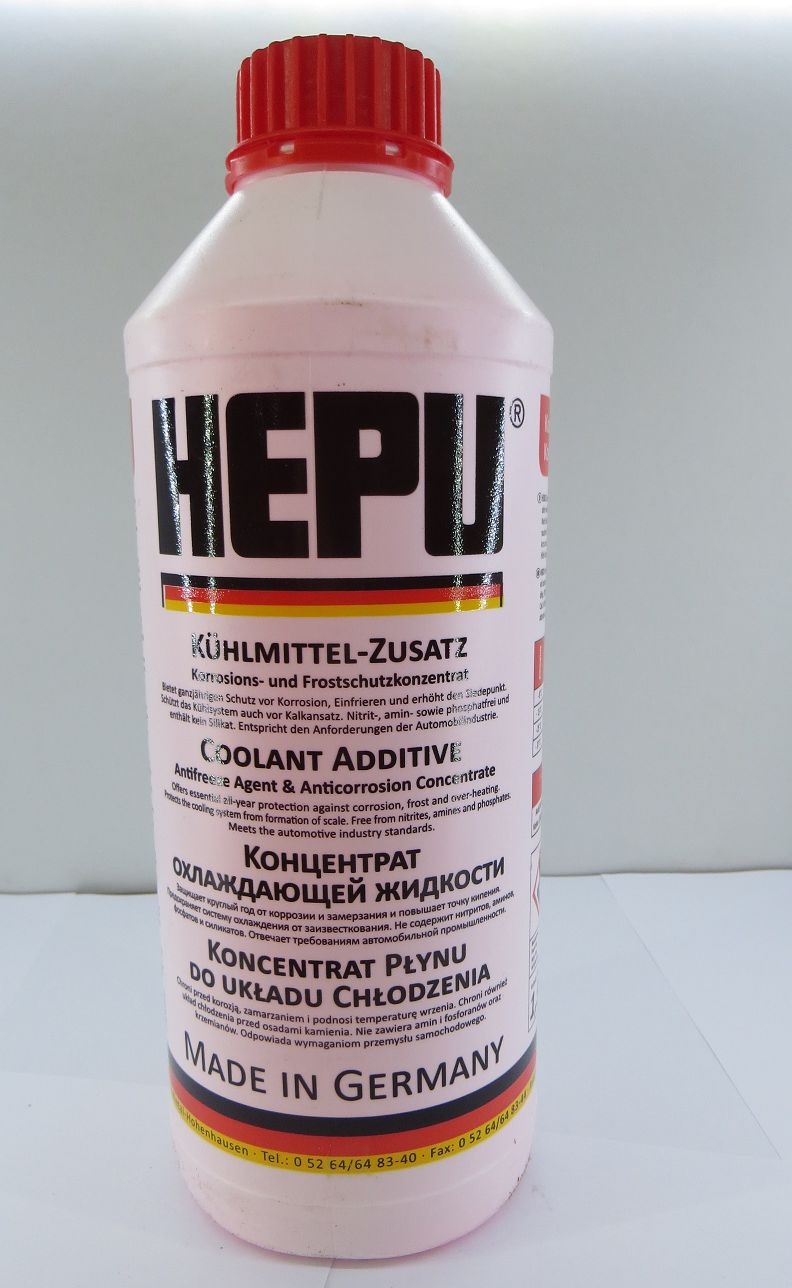 HEPU®
KÜHLMITTEL-ZUSATZ
Korrosions- und Frostschutzkonzentrat
Bietet ganzjährigen Schutz vor Korrosion, Einfrieren und erhöht den Siedepunkt.
Schützt das Kühlsystem auch vor Kalkansatz. Nitrit-, amin- sowie phosphatfrei und
enthält kein Silikat. Entspricht den Anforderungen der Automobilindustrie.
COOLANT ADDITIVE
Antifreeze Agent & Anticorrosion Concentrate
Offers essential all-year protection against corrosion, frost and over-heating.
Protects the cooling system from formation of scale. Free from nitrites, amines and phosphates.
Meets the automotive industry standards.
КОНЦЕНТРАТ
ОХЛАЖДАЮЩЕЙ ЖИДКОСТИ
Защищает круглый год от коррозии и замерзания и повышает точку кипения.
Предохраняет систему охлаждения от заизвесткования. Не содержит нитритов, аминов,
фосфатов и силикатов. Отвечает требованиям автомобильной промышленности.
KONCENTRAT PŁYNU
DO UKŁADU CHŁODZENIA
Chroni przed korozją, zamarzaniem i podnosi temperaturę wrzenia. Chroni również
układ chłodzenia przed osadami kamienia. Nie zawiera amin i fosforanów oraz
krzemianów. Odpowiada wymaganiom przemysłu samochodowego.
MADE IN GERMANY
-Hohenhausen · Tel.: 0 52 64/64 83-40 · Fax: 0 52 64/64 83-44